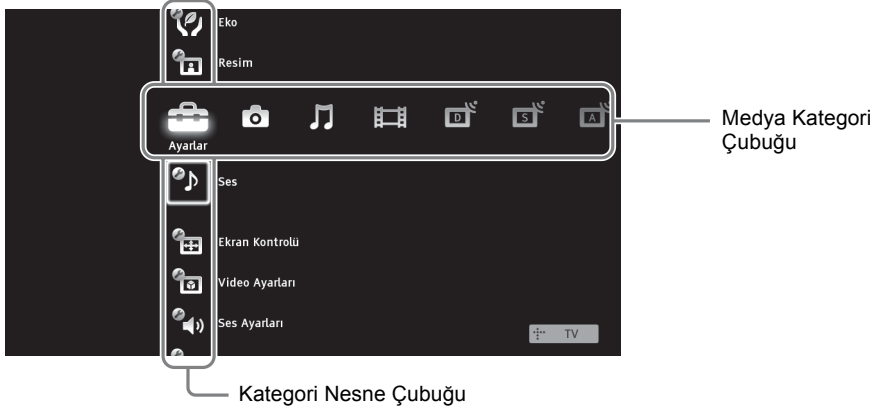 Eko
Resim
Ayarlar
D
S
A
Medya Kategori
Çubuğu
Ses
Ekran Kontrolü
Video Ayarları
Ses Ayarları
TV
Kategori Nesne Çubuğu